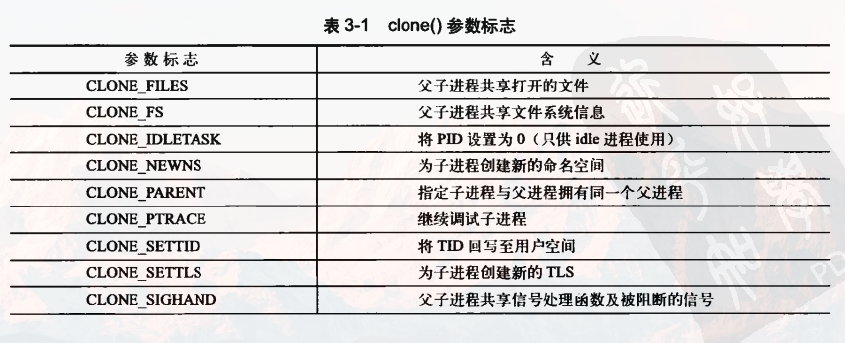 表 3-1 clone() 参数标志
参数标志 含 义
CLONE_FILES 父子进程共享打开的文件
CLONE_FS 父子进程共享文件系统信息
CLONE_IDLETASK 将 PID 设置为 0（只供 idle 进程使用）
CLONE_NEWNS 为子进程创建新的命名空间
CLONE_PARENT 指定子进程与父进程拥有同一个父进程
CLONE_PTRACE 继续调试子进程
CLONE_SETTID 将 TID 回写至用户空间
CLONE_SETTLS 为子进程创建新的 TLS
CLONE_SIGHAND 父子进程共享信号处理函数及被阻断的信号
PD